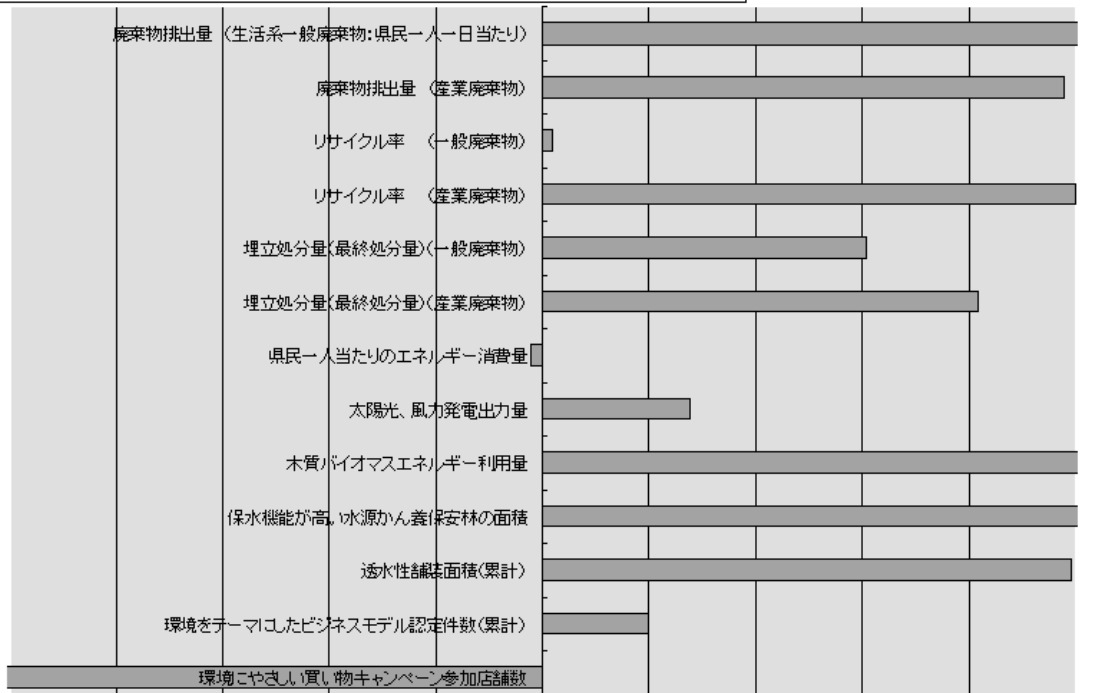 廃棄物排出量 (生活系一般廃棄物:県民一人一日当たり)
廃棄物排出量 (産業廃棄物)
リサイクル率 (一般廃棄物)
リサイクル率 (産業廃棄物)
埋立処分量(最終処分量)(一般廃棄物)
埋立処分量(最終処分量)(産業廃棄物)
県民一人当たりのエネルギー消費量
太陽光、風力発電出力量
木質バイオマスエネルギー利用量
保水機能が高い水源かん養保安林の面積
透水性舗装面積(累計)
環境をテーマにしたビジネスモデル認定件数(累計)
環境にやさしい買い物キャンペーン参加店舗数